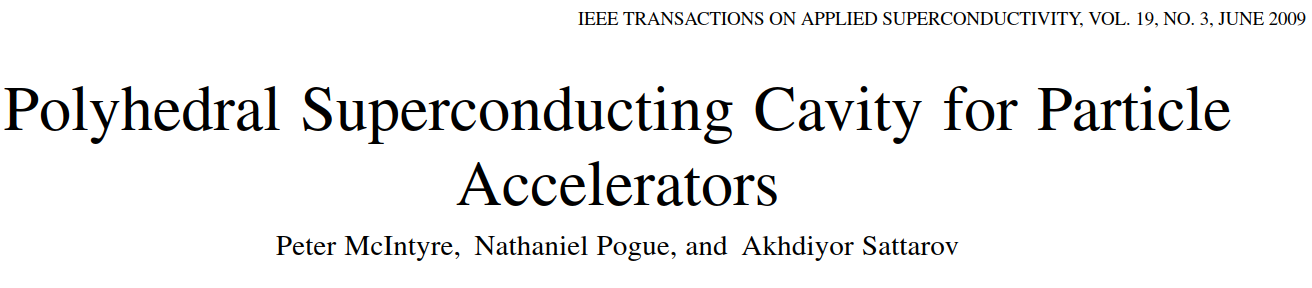 IEEE TRANSACTIONS ON APPLIED SUPERCONDUCTIVITY, VOL. 19, NO. 3, JUNE 2009
Polyhedral Superconducting Cavity for Particle
Accelerators
Peter McIntyre, Nathaniel Pogue, and Akhdiyor Sattarov